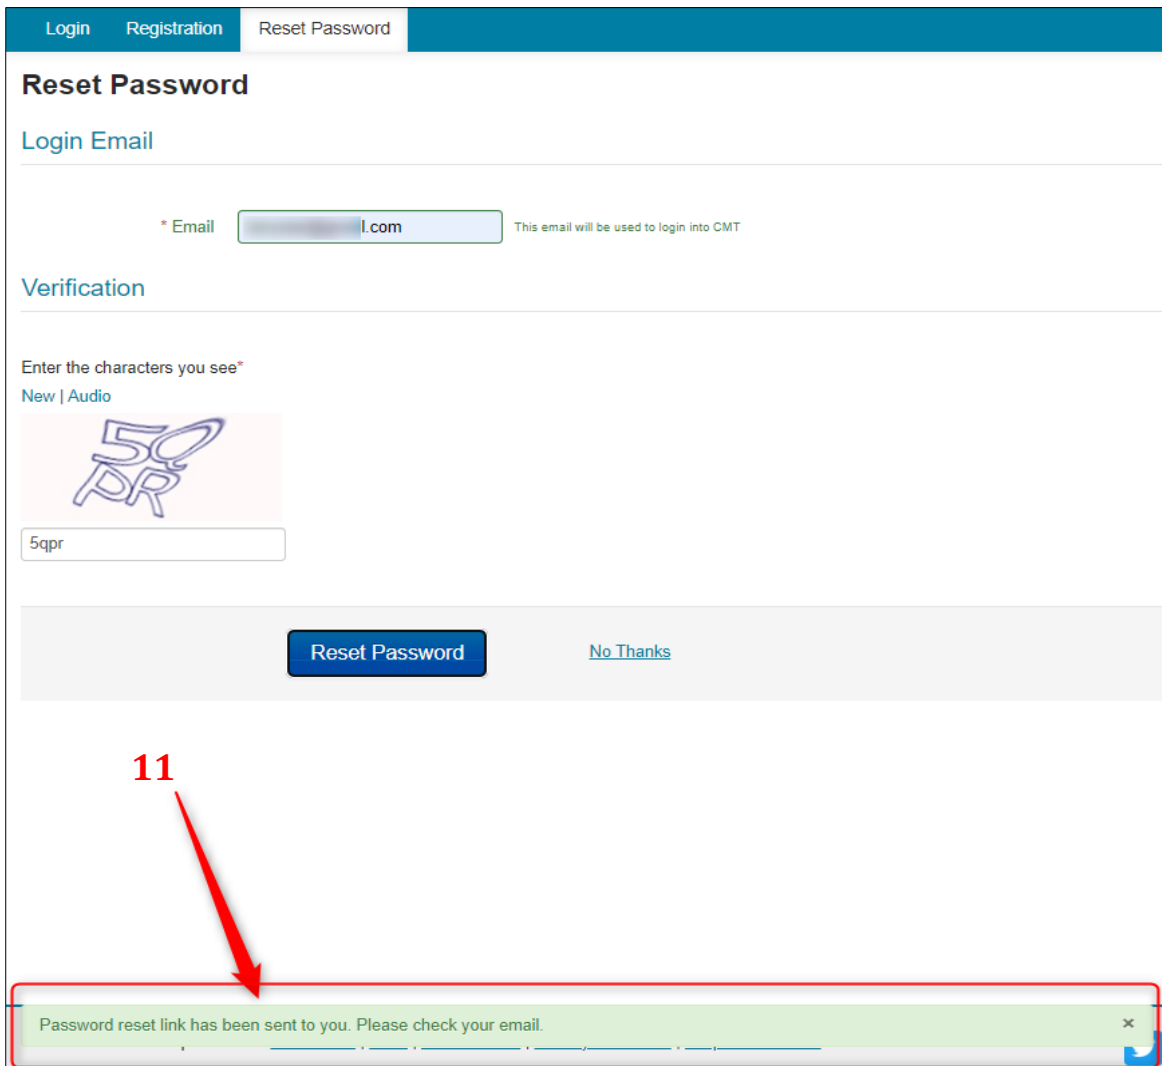 Login Registration Reset Password
Reset Password
Login Email
* Email l.com This email will be used to login into CMT
Verification
Enter the characters you see*
New | Audio
5Q
PR
5qpr
Reset Password No Thanks
11
Password reset link has been sent to you. Please check your email. ×